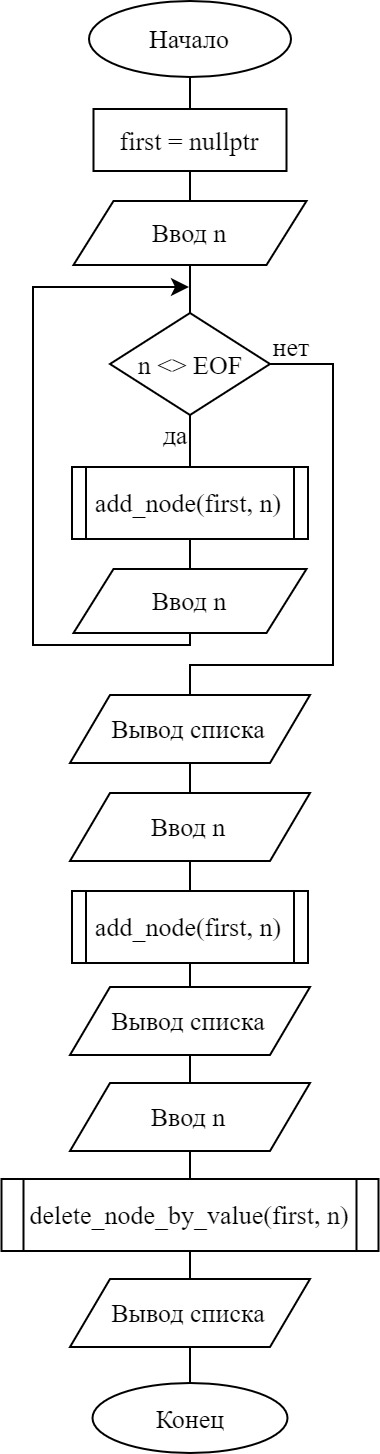 Начало
first = nullptr
Ввод n
n <> EOF
нет
да
add_node(first, n)
Ввод n
Вывод списка
Ввод n
add_node(first, n)
Вывод списка
Ввод n
delete_node_by_value(first, n)
Вывод списка
Конец